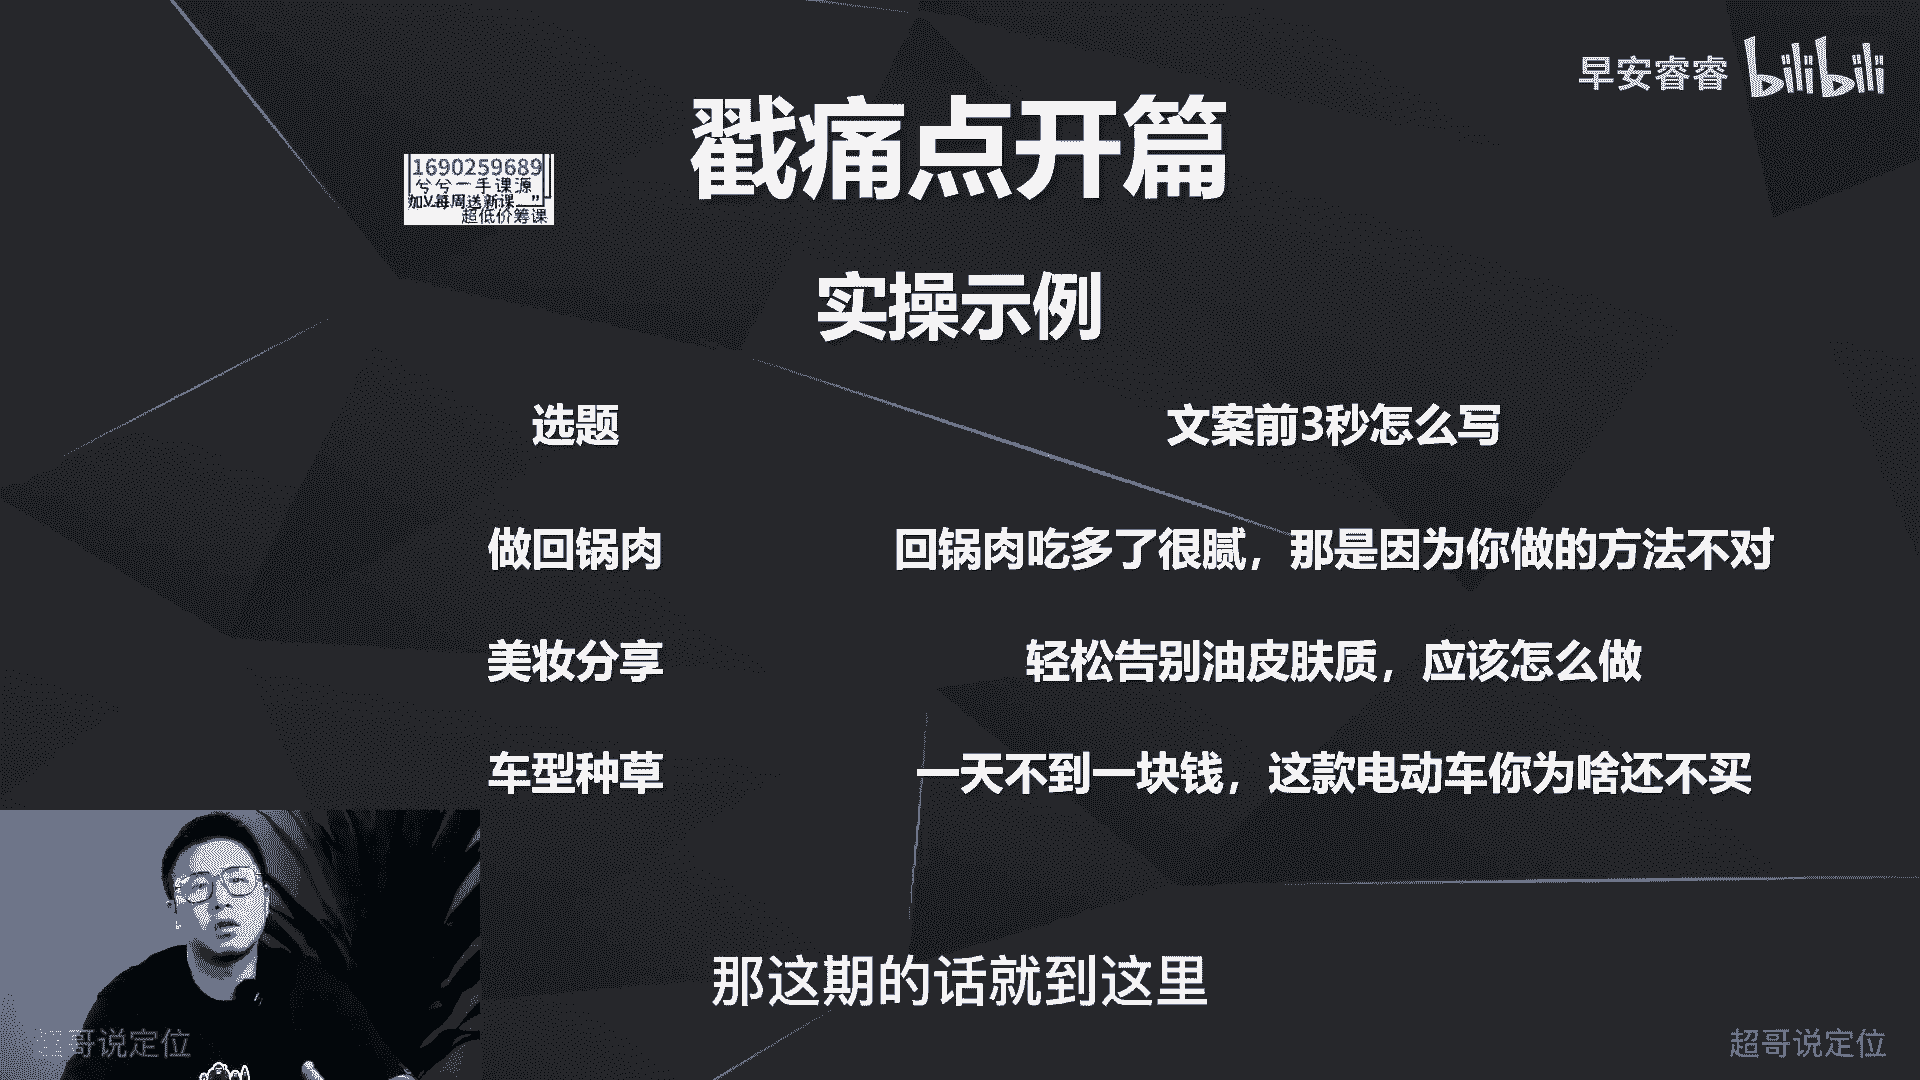 早安睿睿 bilibili
戳痛点开篇
1690259689
兮兮一手课源
加V每周送新课
超低价筹课
实操示例
选题 文案前3秒怎么写
做回锅肉 回锅肉吃多了很腻，那是因为你做的方法不对
美妆分享 轻松告别油皮肤质，应该怎么做
车型种草 一天不到一块钱，这款电动车你为啥还不买
那这期的话就到这里
哥说定位
超哥说定位